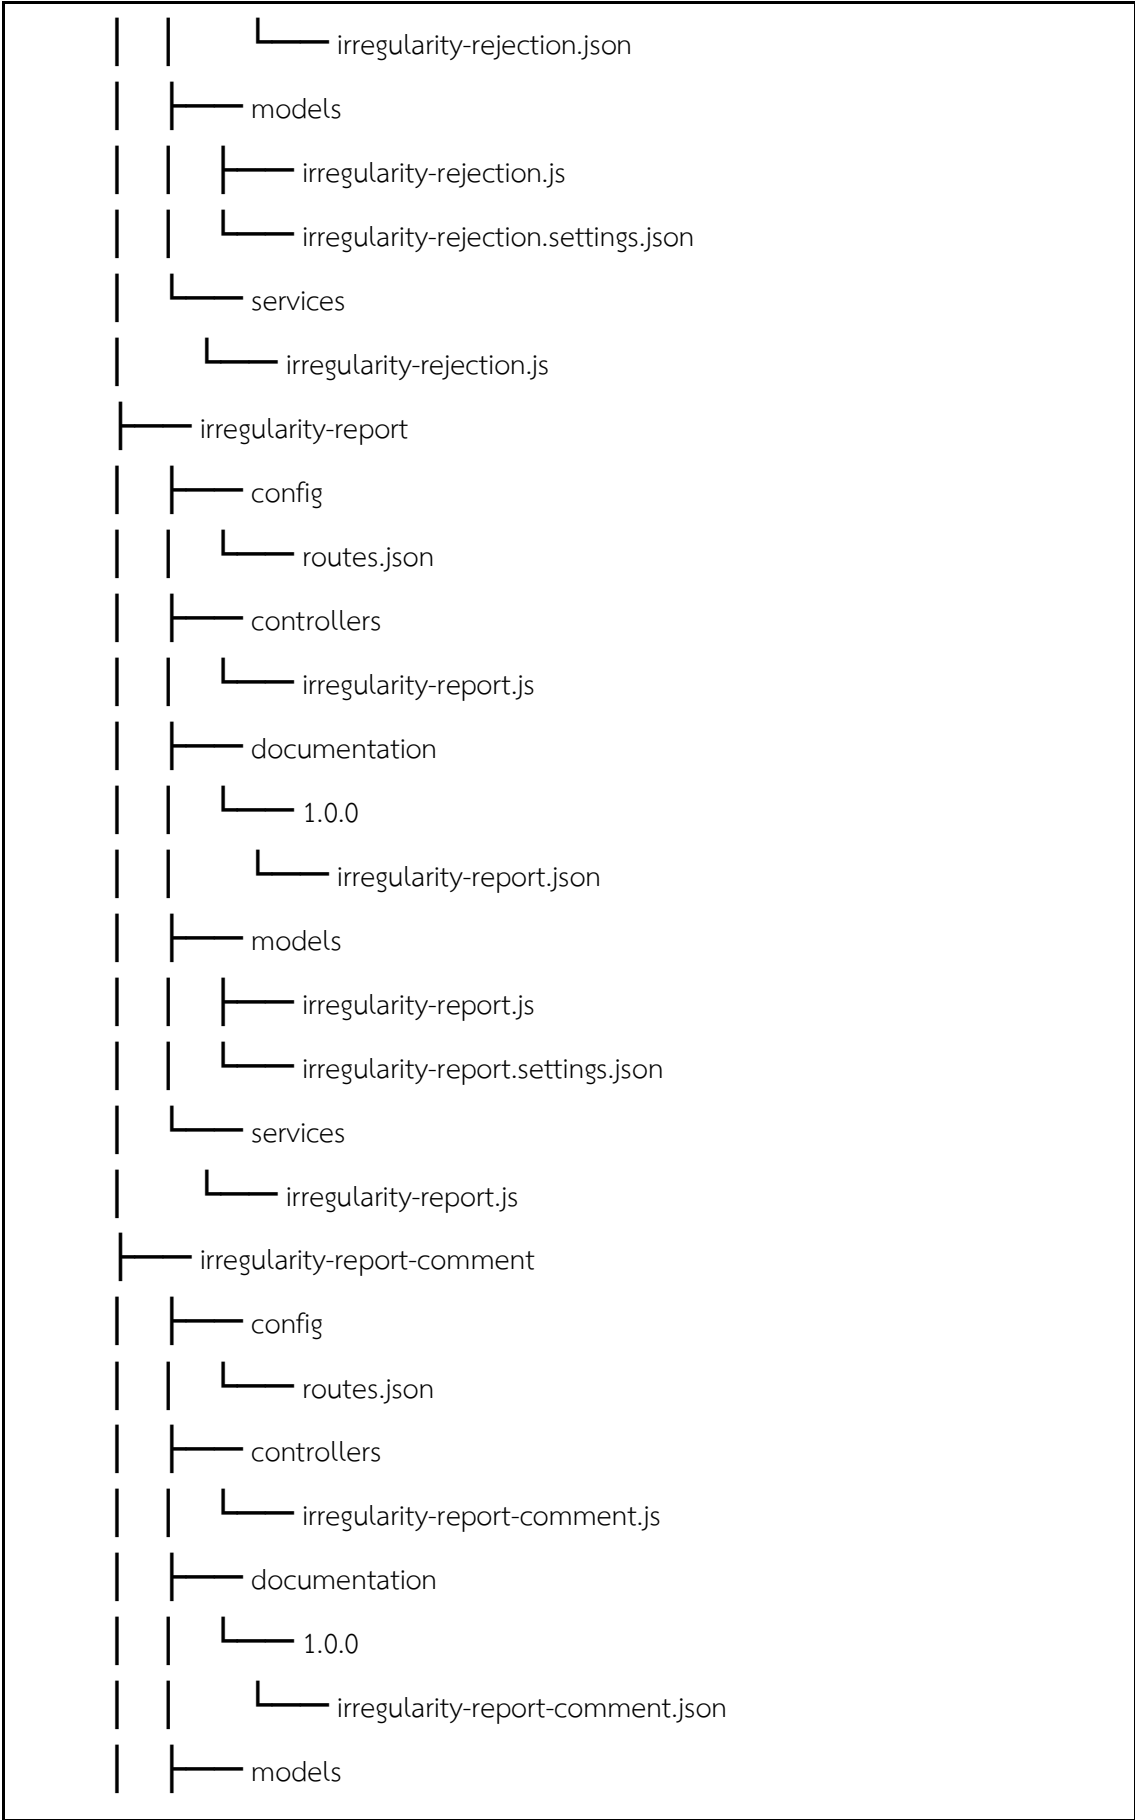 │   │       └── irregularity-rejection.json
│   ├── models
│   │   ├── irregularity-rejection.js
│   │   └── irregularity-rejection.settings.json
│   └── services
│       └── irregularity-rejection.js
├── irregularity-report
│   ├── config
│   │   └── routes.json
│   ├── controllers
│   │   └── irregularity-report.js
│   ├── documentation
│   │   └── 1.0.0
│   │       └── irregularity-report.json
│   ├── models
│   │   ├── irregularity-report.js
│   │   └── irregularity-report.settings.json
│   └── services
│       └── irregularity-report.js
├── irregularity-report-comment
│   ├── config
│   │   └── routes.json
│   ├── controllers
│   │   └── irregularity-report-comment.js
│   ├── documentation
│   │   └── 1.0.0
│   │       └── irregularity-report-comment.json
│   ├── models